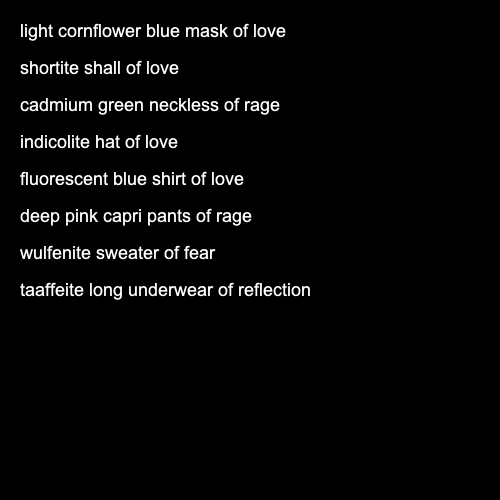 light cornflower blue mask of love
shortite shall of love
cadmium green neckless of rage
indicolite hat of love
fluorescent blue shirt of love
deep pink capri pants of rage
wulfenite sweater of fear
taaffeite long underwear of reflection